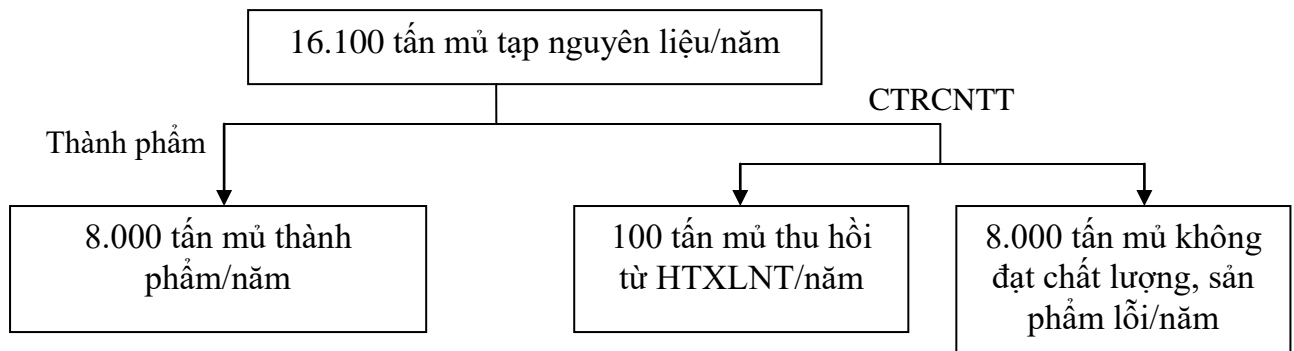 16.100 tấn mủ tạp nguyên liệu/năm
CTRCNTT
Thành phẩm
8.000 tấn mủ thành
phẩm/năm
100 tấn mủ thu hồi
từ HTXLNT/năm
8.000 tấn mủ không
đạt chất lượng, sản
phẩm lỗi/năm